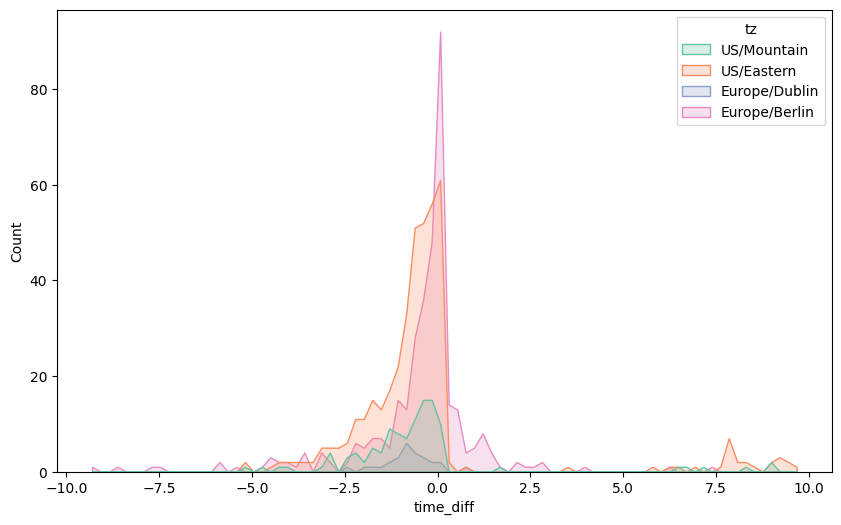 tz
US/Mountain
US/Eastern
Europe/Dublin
Europe/Berlin
Count
80
60
40
20
0
−10.0 −7.5 −5.0 −2.5 0.0 2.5 5.0 7.5 10.0
time_diff